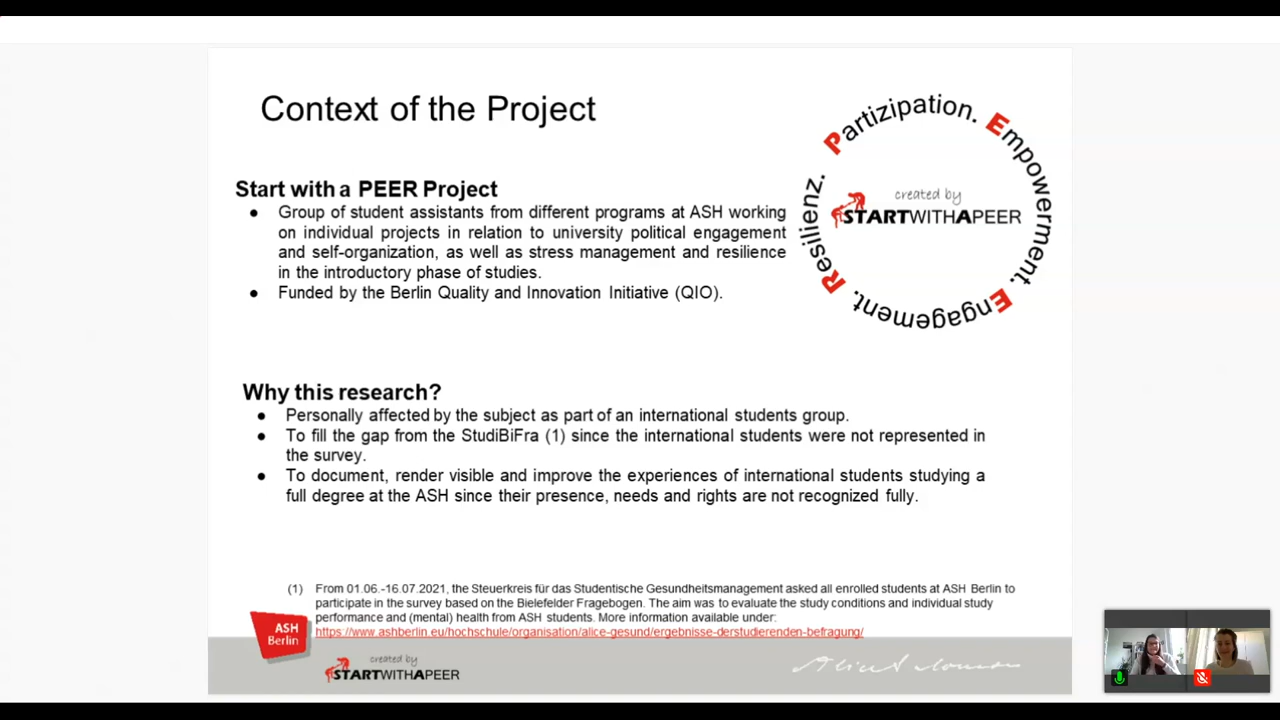 Context of the Project
Partizipation. Empowerment. Engagement. Resilienz.
created by
STARTWITHAPEER
Start with a PEER Project
● Group of student assistants from different programs at ASH working
on individual projects in relation to university political engagement
and self-organization, as well as stress management and resilience
in the introductory phase of studies.
● Funded by the Berlin Quality and Innovation Initiative (QIO).
Why this research?
● Personally affected by the subject as part of an international students group.
● To fill the gap from the StudiBiFra (1) since the international students were not represented in
the survey.
● To document, render visible and improve the experiences of international students studying a
full degree at the ASH since their presence, needs and rights are not recognized fully.
(1) From 01.06.-16.07.2021, the Steuerkreis für das Studentische Gesundheitsmanagement asked all enrolled students at ASH Berlin to
participate in the survey based on the Bielefelder Fragebogen. The aim was to evaluate the study conditions and individual study
performance and (mental) health from ASH students. More information available under:
https://www.ashberlin.eu/hochschule/organisation/alice-gesund/ergebnisse-derstudierenden-befragung/
ASH
Berlin
created by
STARTWITHAPEER
Alice Salomon